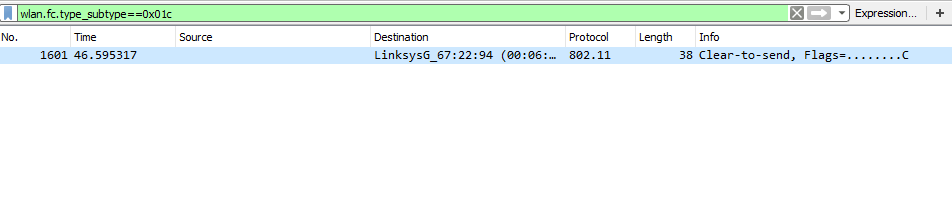 wlan.fc.type_subtype==0x01c Expression... +
No. Time Source Destination Protocol Length Info
1601 46.595317 LinksysG_67:22:94 (00:06:… 802.11 38 Clear-to-send, Flags=........C